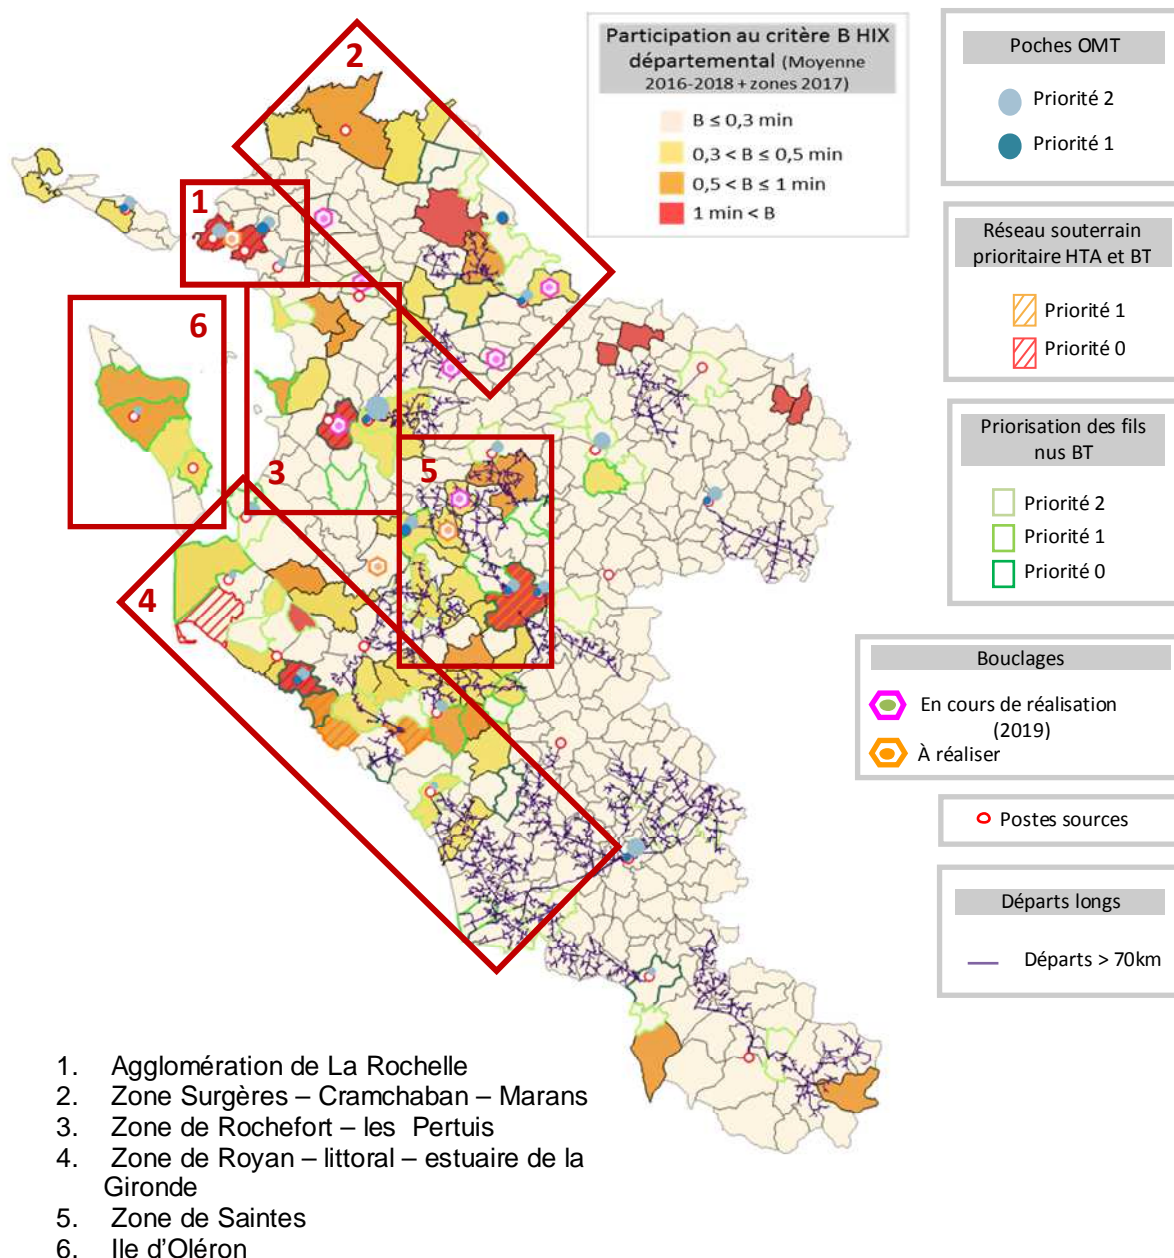 Participation au critère B HIX
départemental (Moyenne
2016-2018 + zones 2017)
B ≤ 0,3 min
0,3 < B ≤ 0,5 min
0,5 < B ≤ 1 min
1 min < B
Poches OMT
Priorité 2
Priorité 1
Réseau souterrain
prioritaire HTA et BT
Priorité 1
Priorité 0
Priorisation des fils
nus BT
Priorité 2
Priorité 1
Priorité 0
Bouclages
En cours de réalisation
(2019)
À réaliser
Postes sources
Départs longs
Départs > 70km
2
1
6
3
5
4
1. Agglomération de La Rochelle
2. Zone Surgères – Cramchaban – Marans
3. Zone de Rochefort – les Pertuis
4. Zone de Royan – littoral – estuaire de la
Gironde
5. Zone de Saintes
6. Ile d'Oléron